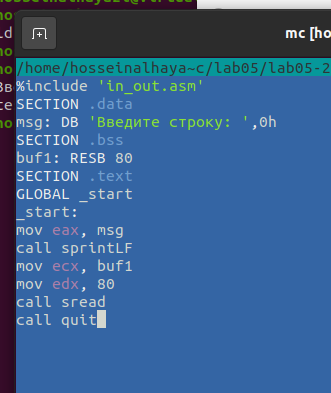 mc [ho
/home/hosseinalhaya~c/lab05/lab05-2
%include 'in_out.asm'
SECTION .data
msg: DB 'Введите строку: ',0h
SECTION .bss
buf1: RESB 80
SECTION .text
GLOBAL _start
_start:
mov eax, msg
call sprintLF
mov ecx, buf1
mov edx, 80
call sread
call quit